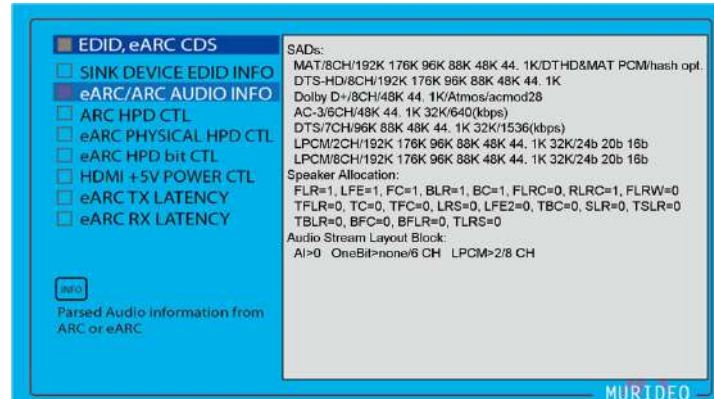 EDID, eARC CDS
SINK DEVICE EDID INFO
eARC/ARC AUDIO INFO
ARC HPD CTL
eARC PHYSICAL HPD CTL
eARC HPD bit CTL
HDMI +5V POWER CTL
eARC TX LATENCY
eARC RX LATENCY
INFO
Parsed Audio information from
ARC or eARC
SADs:
MAT/8CH/192K 176K 96K 88K 48K 44. 1K/DTHD&MAT PCM/hash opt.
DTS-HD/8CH/192K 176K 96K 88K 48K 44. 1K
Dolby D+/8CH/48K 44. 1K/Atmos/acmod28
AC-3/6CH/48K 44. 1K 32K/640(kbps)
DTS/7CH/96K 88K 48K 44. 1K 32K/1536(kbps)
LPCM/2CH/192K 176K 96K 88K 48K 44. 1K 32K/24b 20b 16b
LPCM/8CH/192K 176K 96K 88K 48K 44. 1K 32K/24b 20b 16b
Speaker Allocation:
FLR=1, LFE=1, FC=1, BLR=1, BC=1, FLRC=0, RLRC=1, FLRW=0
TFLR=0, TC=0, TFC=0, LRS=0, LFE2=0, TBC=0, SLR=0, TSLR=0
TBLR=0, BFC=0, BFLR=0, TLRS=0
Audio Stream Layout Block:
AI>0 OneBit>none/6 CH LPCM>2/8 CH
MURIDEO